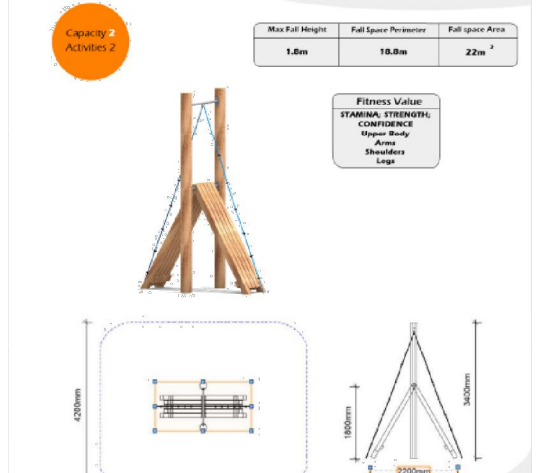 Capacity 2
Activities 2
Max Fall Height Fall Space Perimeter Fall space Area
1.8m 18.8m 22m ²
Fitness Value
STAMINA; STRENGTH;
CONFIDENCE
Upper Body
Arms
Shoulders
Legs
4200mm
1800mm
3400mm
2200mm